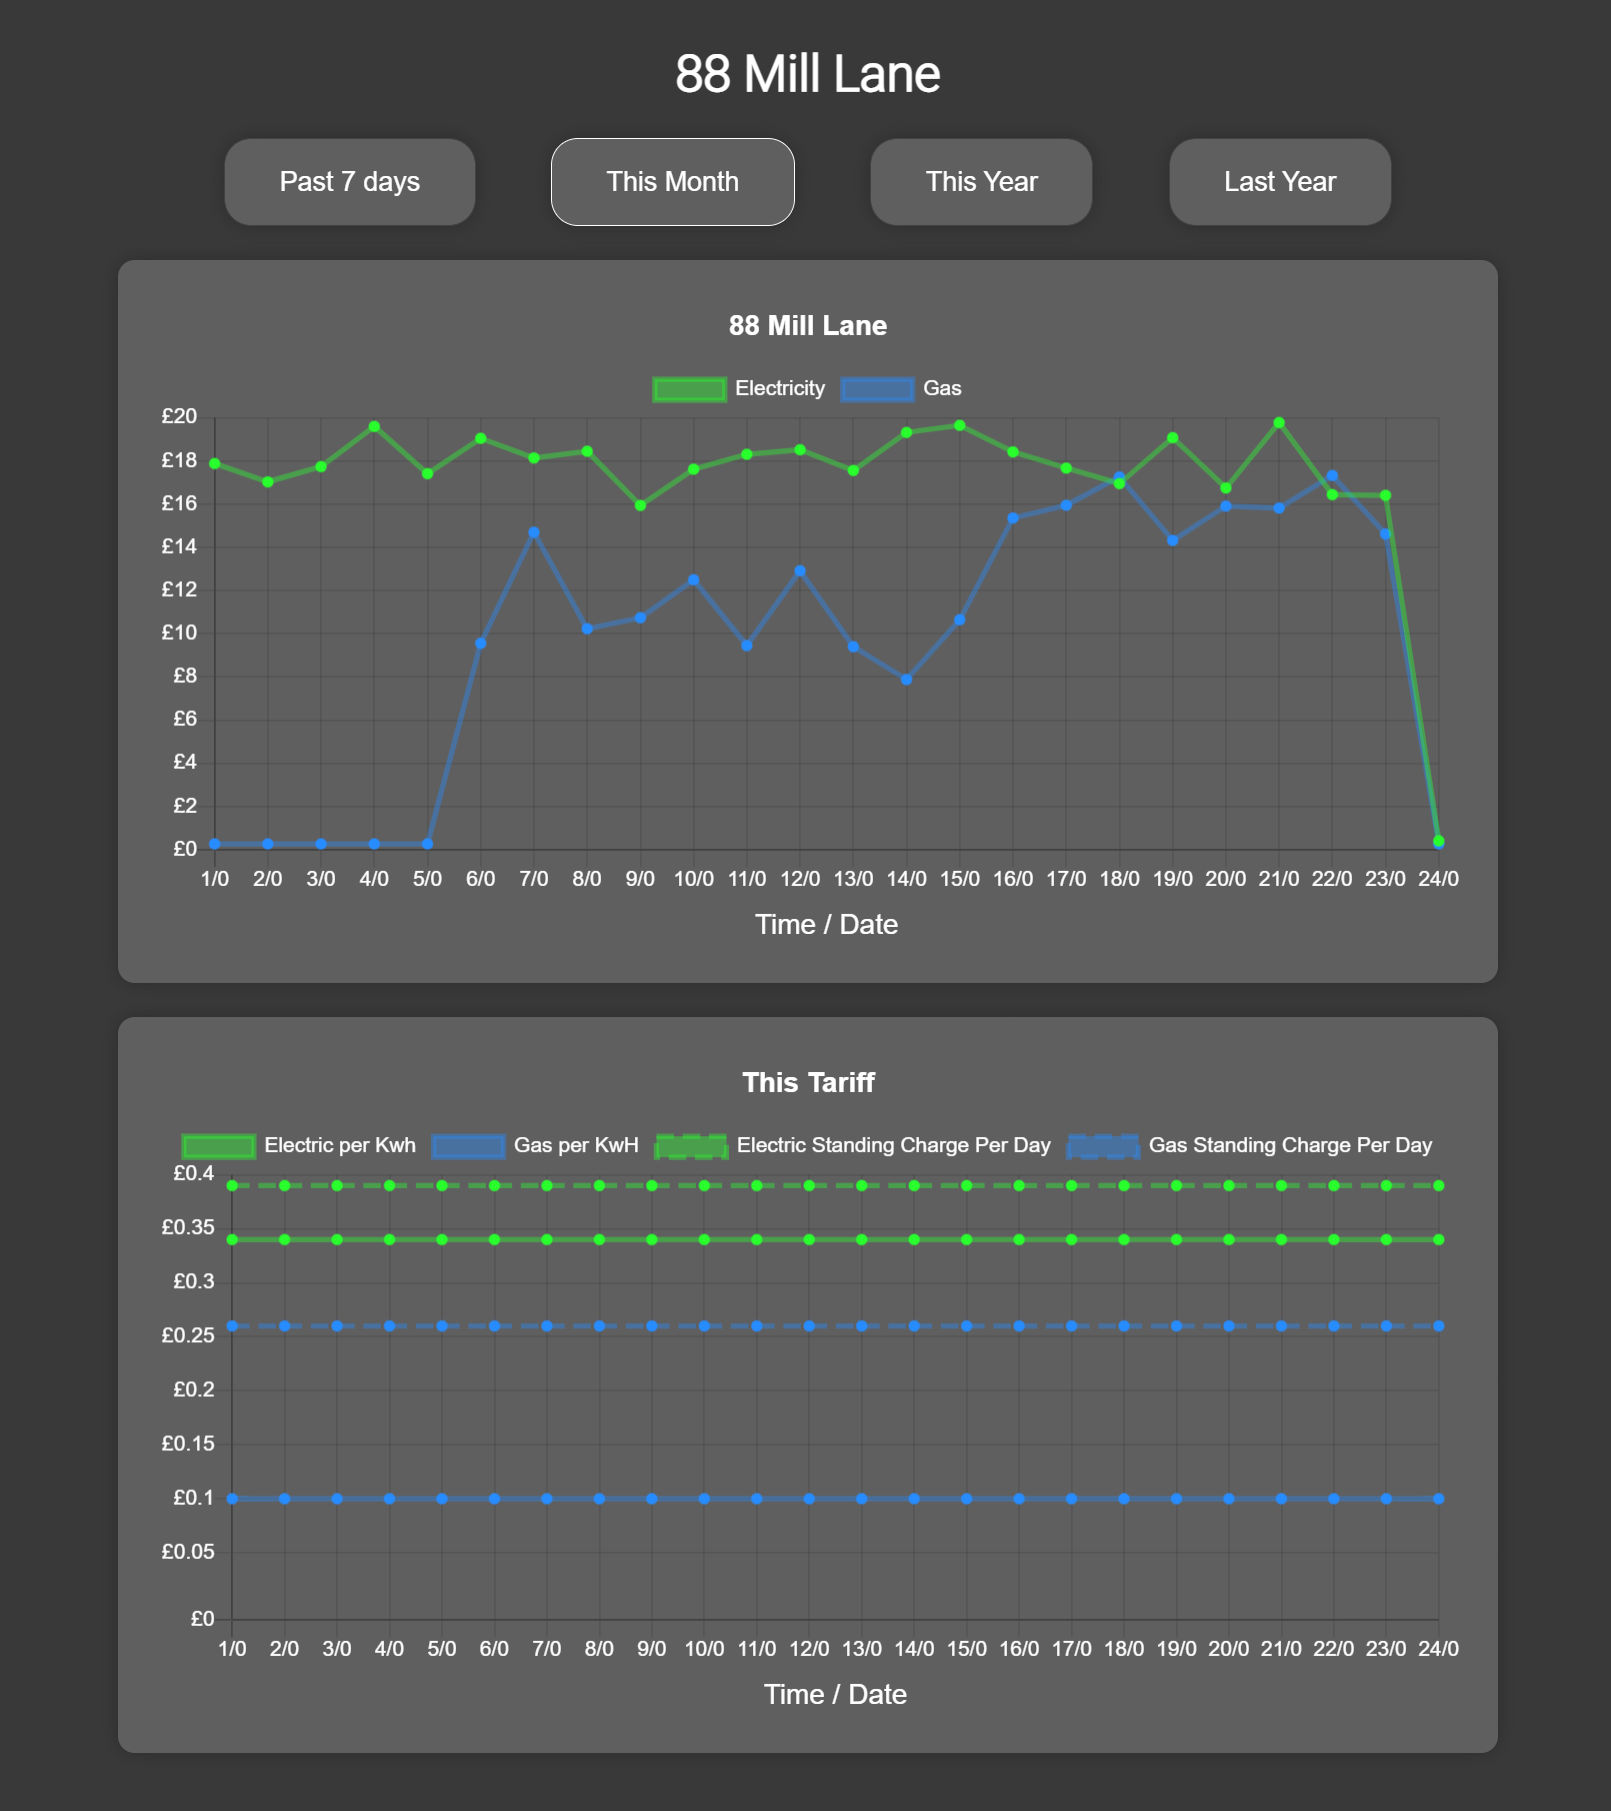 88 Mill Lane
Past 7 days This Month This Year Last Year
88 Mill Lane
Electricity Gas
£20
£18
£16
£14
£12
£10
£8
£6
£4
£2
£0
1/0 2/0 3/0 4/0 5/0 6/0 7/0 8/0 9/0 10/0 11/0 12/0 13/0 14/0 15/0 16/0 17/0 18/0 19/0 20/0 21/0 22/0 23/0 24/0
Time / Date
This Tariff
Electric per Kwh Gas per KwH Electric Standing Charge Per Day Gas Standing Charge Per Day
£0.4
£0.35
£0.3
£0.25
£0.2
£0.15
£0.1
£0.05
£0
1/0 2/0 3/0 4/0 5/0 6/0 7/0 8/0 9/0 10/0 11/0 12/0 13/0 14/0 15/0 16/0 17/0 18/0 19/0 20/0 21/0 22/0 23/0 24/0
Time / Date